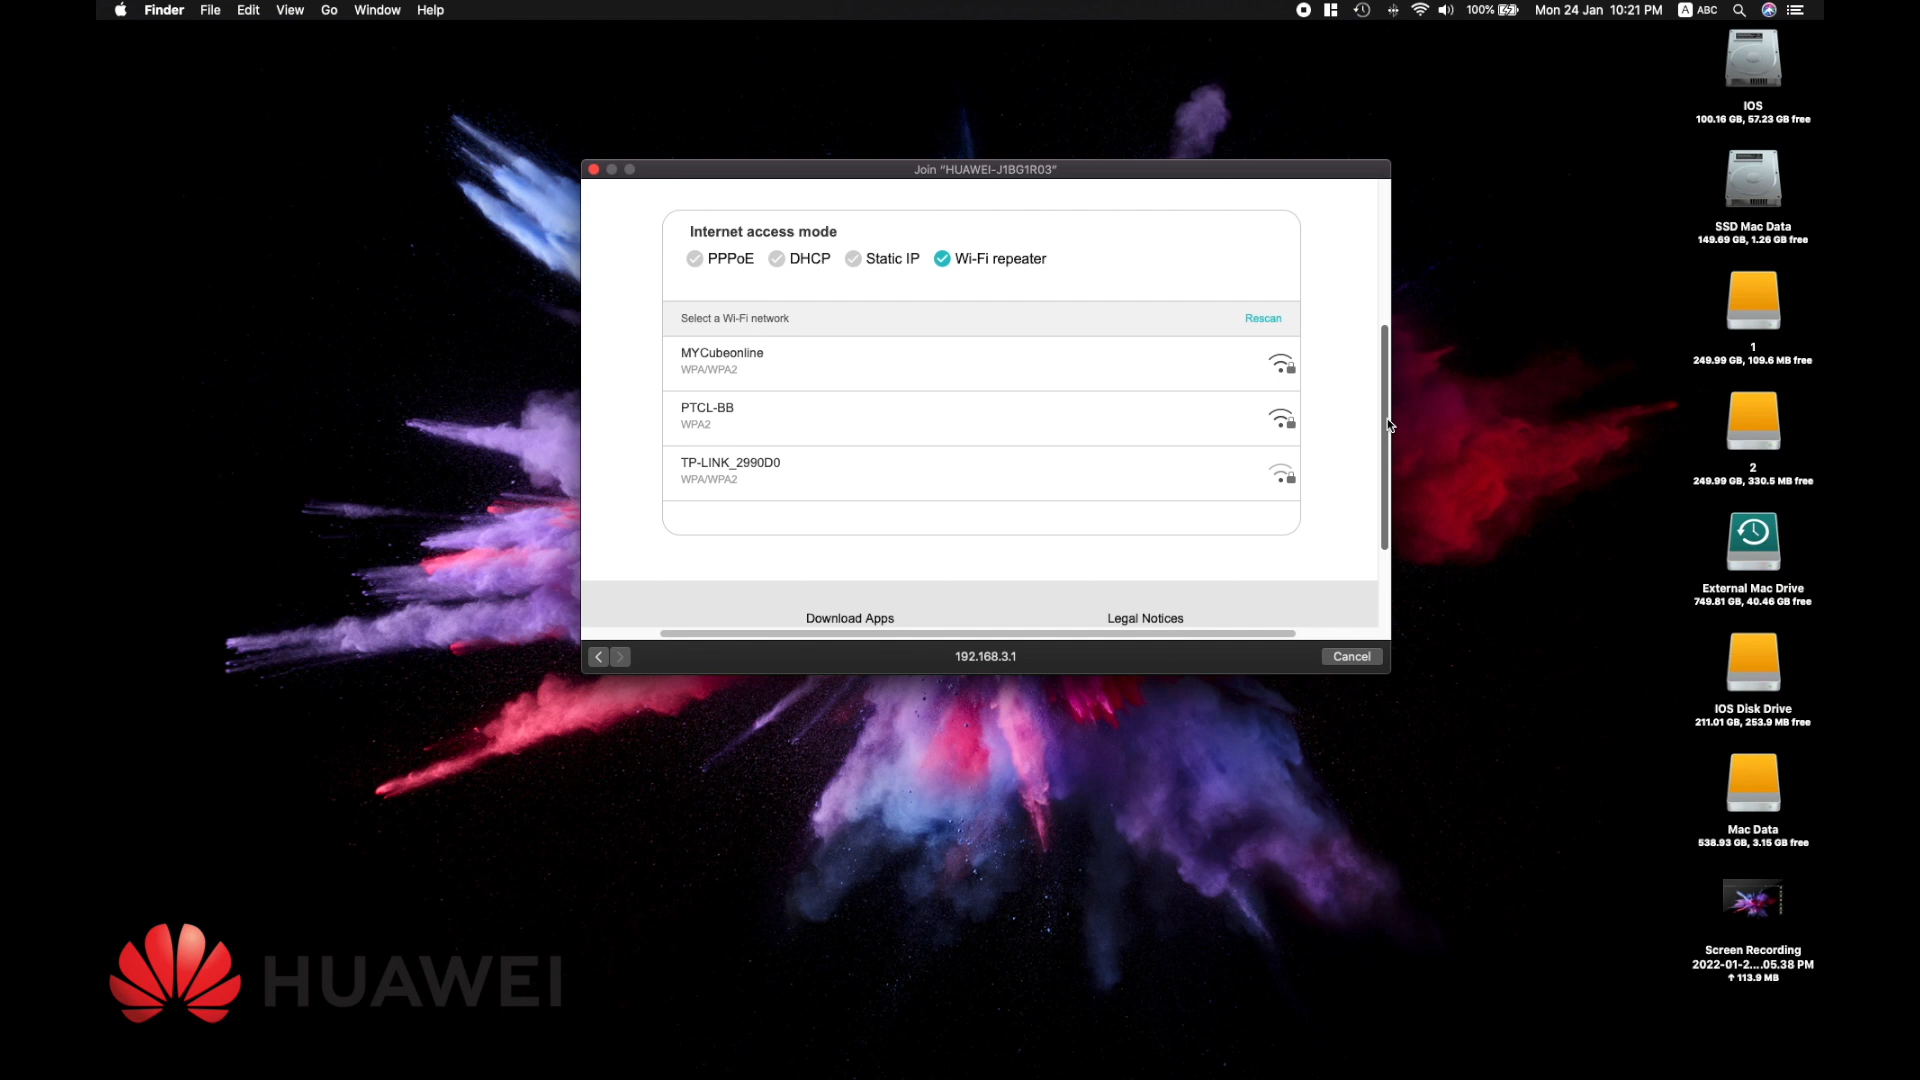 Finder File Edit View Go Window Help
100% Mon 24 Jan 10:21 PM A ABC
Join “HUAWEI-J1BG1R03”
Internet access mode
PPPoE DHCP Static IP Wi-Fi repeater
Select a Wi-Fi network Rescan
MYCubeonline
WPA/WPA2
PTCL-BB
WPA2
TP-LINK_2990D0
WPA/WPA2
Download Apps Legal Notices
192.168.3.1 Cancel
IOS
100.16 GB, 57.23 GB free
SSD Mac Data
149.69 GB, 1.26 GB free
1
249.99 GB, 109.6 MB free
2
249.99 GB, 330.5 MB free
External Mac Drive
749.81 GB, 40.46 GB free
IOS Disk Drive
211.01 GB, 253.9 MB free
Mac Data
538.93 GB, 3.15 GB free
Screen Recording
2022-01-2....05.38 PM
↑ 113.9 MB
HUAWEI